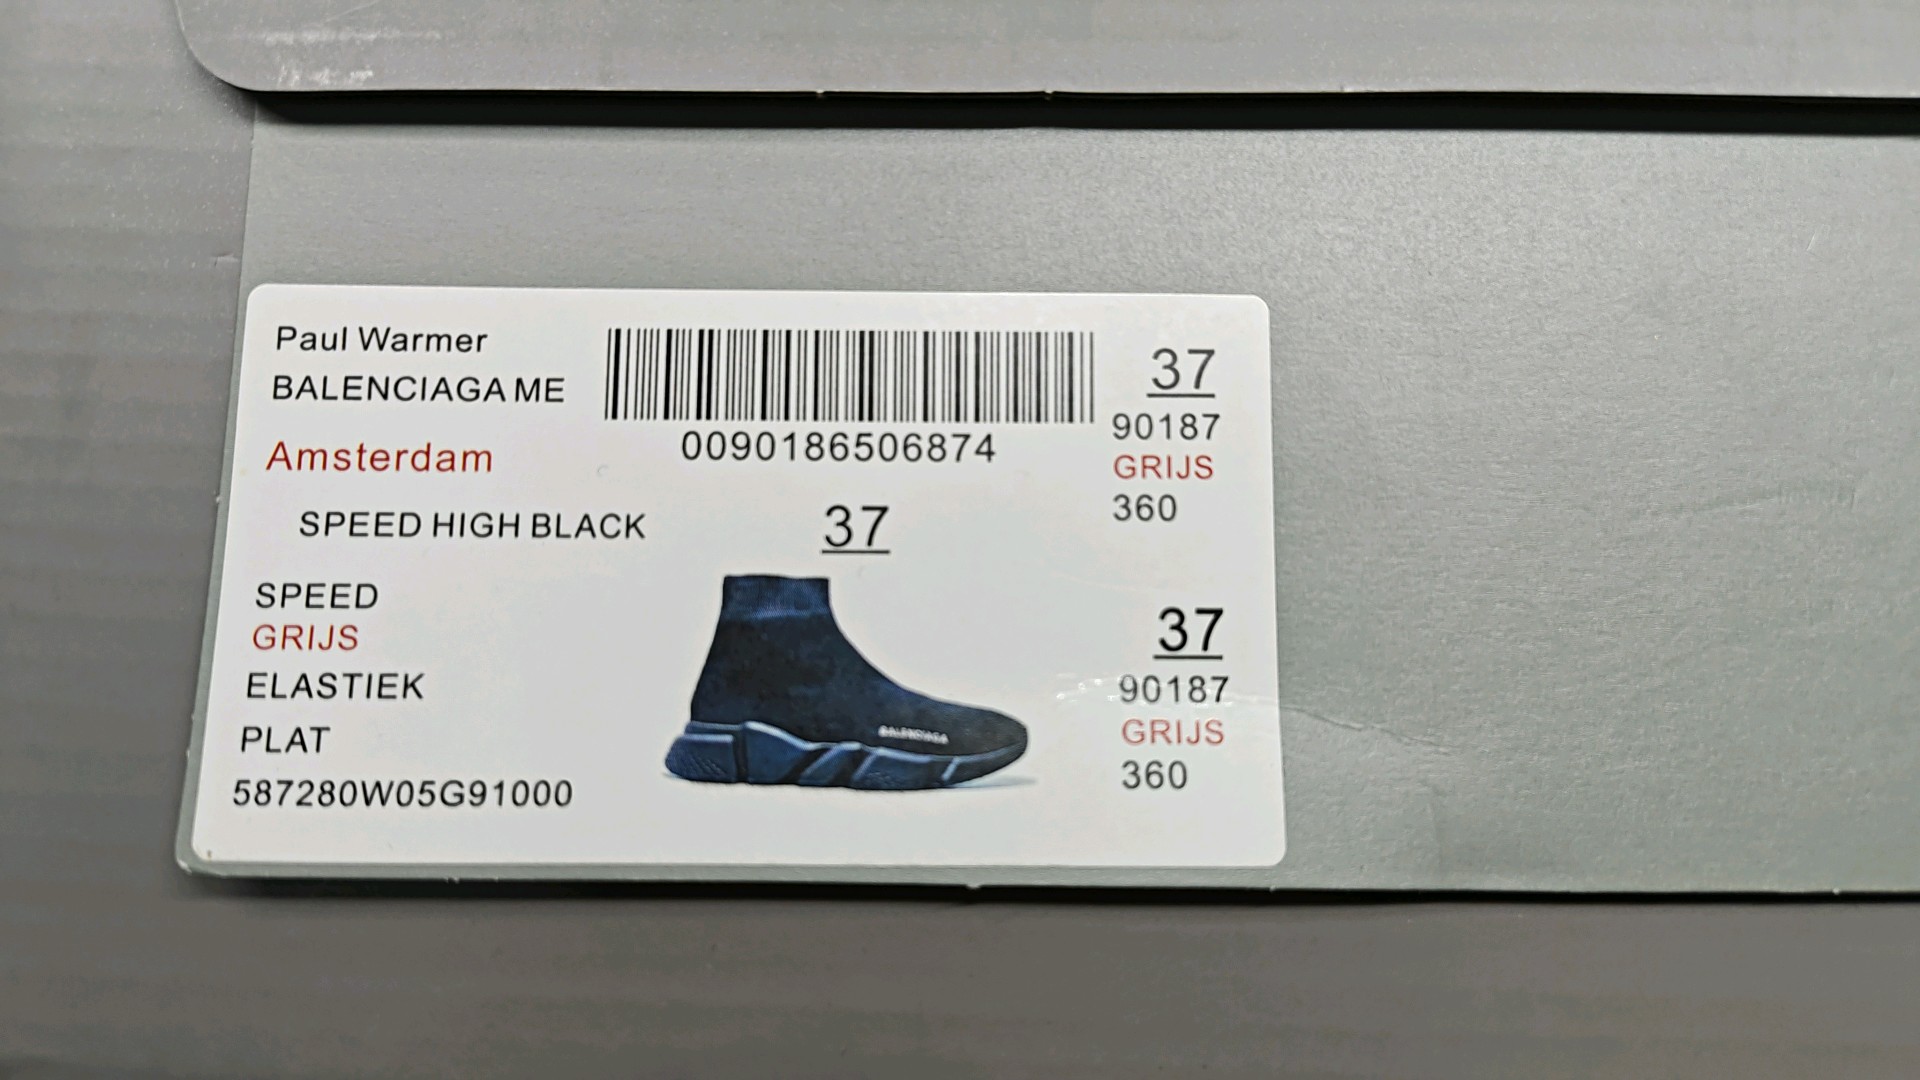 Paul Warmer
BALENCIAGA ME
Amsterdam
0090186506874
37
90187
GRIJS
360
SPEED HIGH BLACK
37
SPEED
GRIJS
ELASTIEK
PLAT
587280W05G91000
BALENCIAGA
37
90187
GRIJS
360